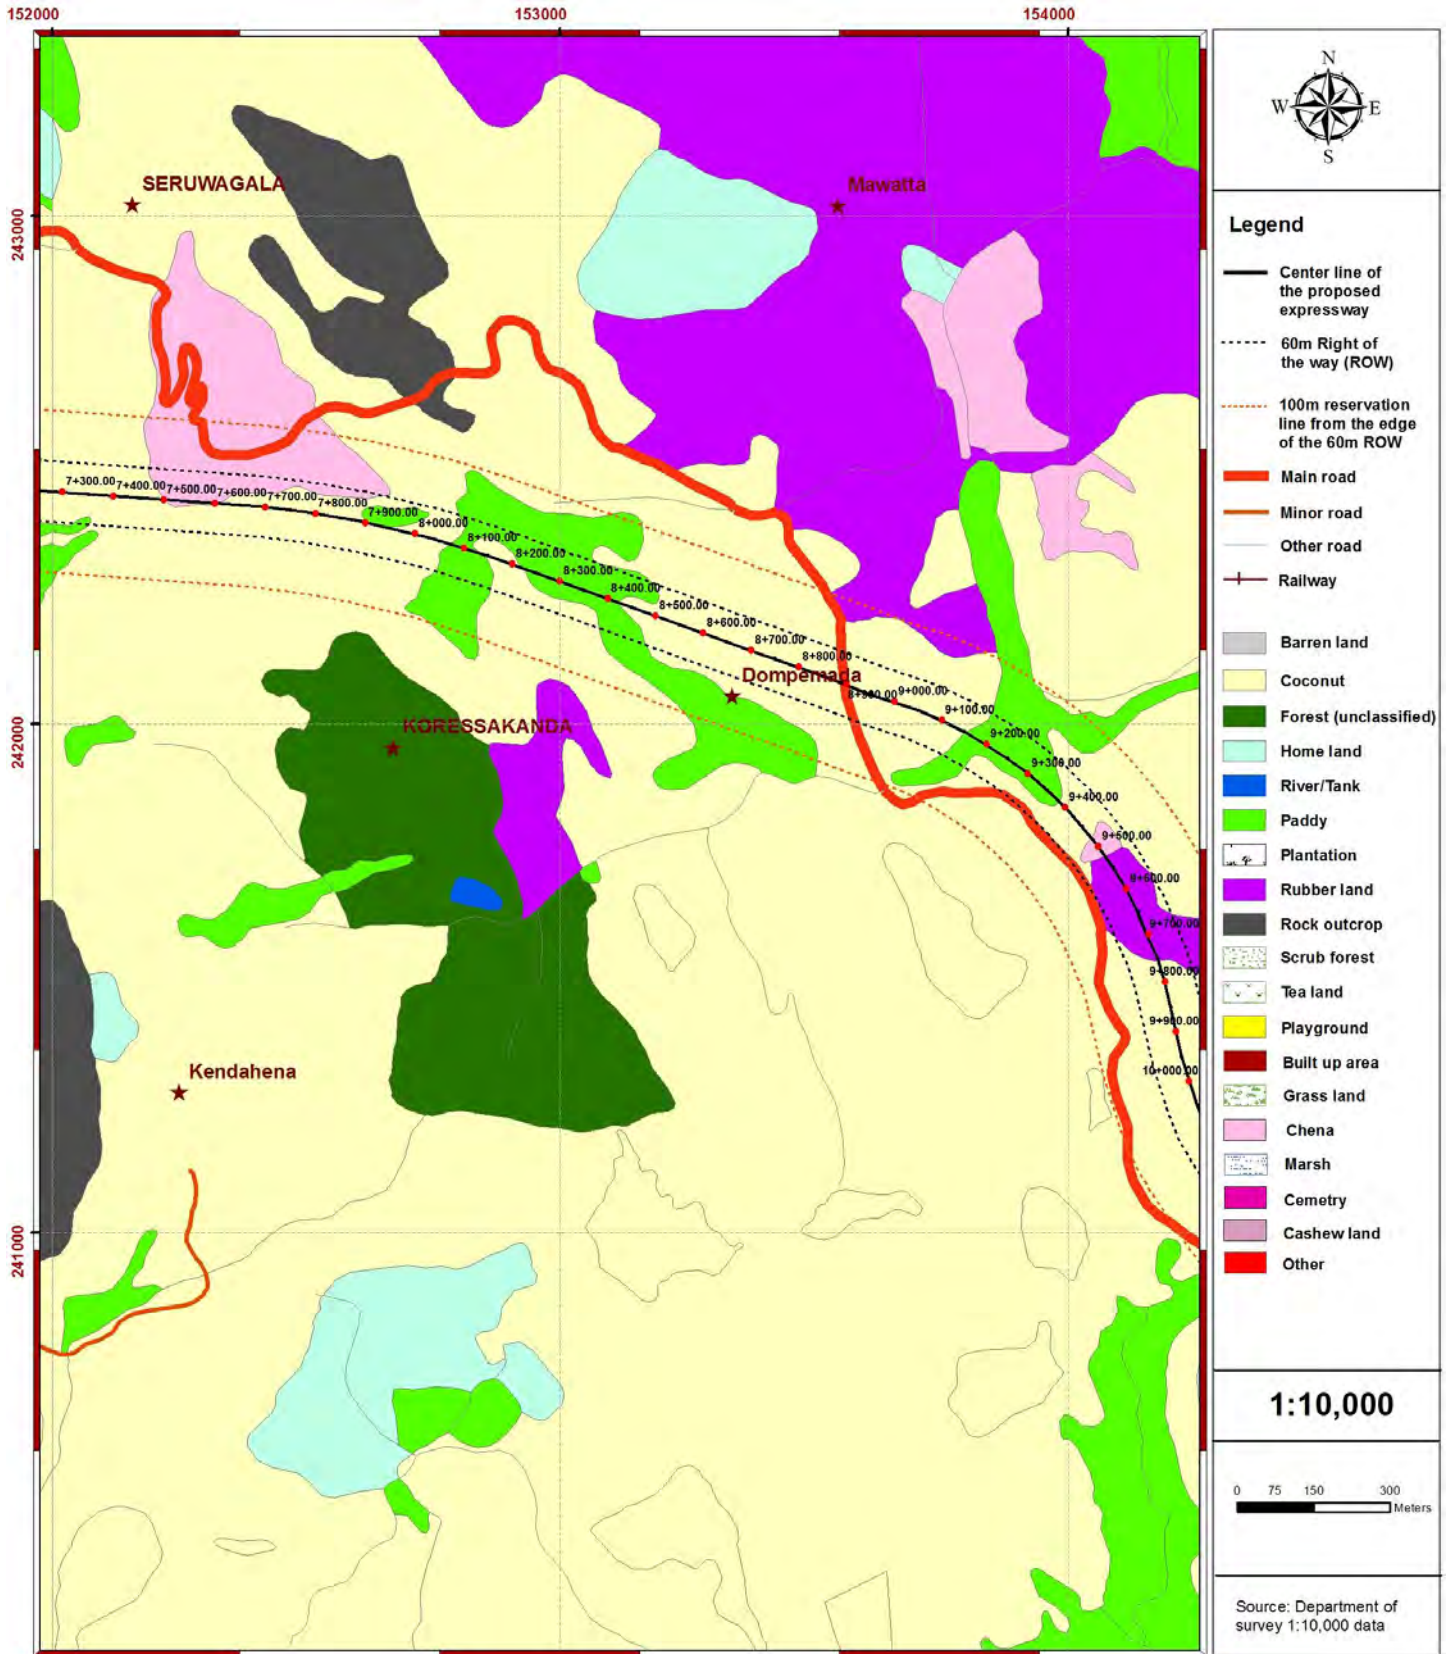 152000
153000
154000
243000
242000
241000
SERUWAGALA
Mawatta
7+300.00
7+400.00
7+500.00
7+600.00
7+700.00
7+800.00
7+900.00
8+000.00
8+100.00
8+200.00
8+300.00
8+400.00
8+500.00
8+600.00
8+700.00
8+800.00
Dompemada
8+900.00
9+000.00
9+100.00
9+200.00
9+300.00
9+400.00
9+500.00
9+700.00
9+800.00
9+900.00
10+000.00
KORESSAKANDA
Kendahena
N
W
E
S
Legend
Center line of
the proposed
expressway
60m Right of
the way (ROW)
100m reservation
line from the edge
of the 60m ROW
Main road
Minor road
Other road
Railway
Barren land
Coconut
Forest (unclassified)
Home land
River/Tank
Paddy
Plantation
Rubber land
Rock outcrop
Scrub forest
Tea land
Playground
Built up area
Grass land
Chena
Marsh
Cemetry
Cashew land
Other
1:10,000
0 75 150 300
Meters
Source: Department of
survey 1:10,000 data